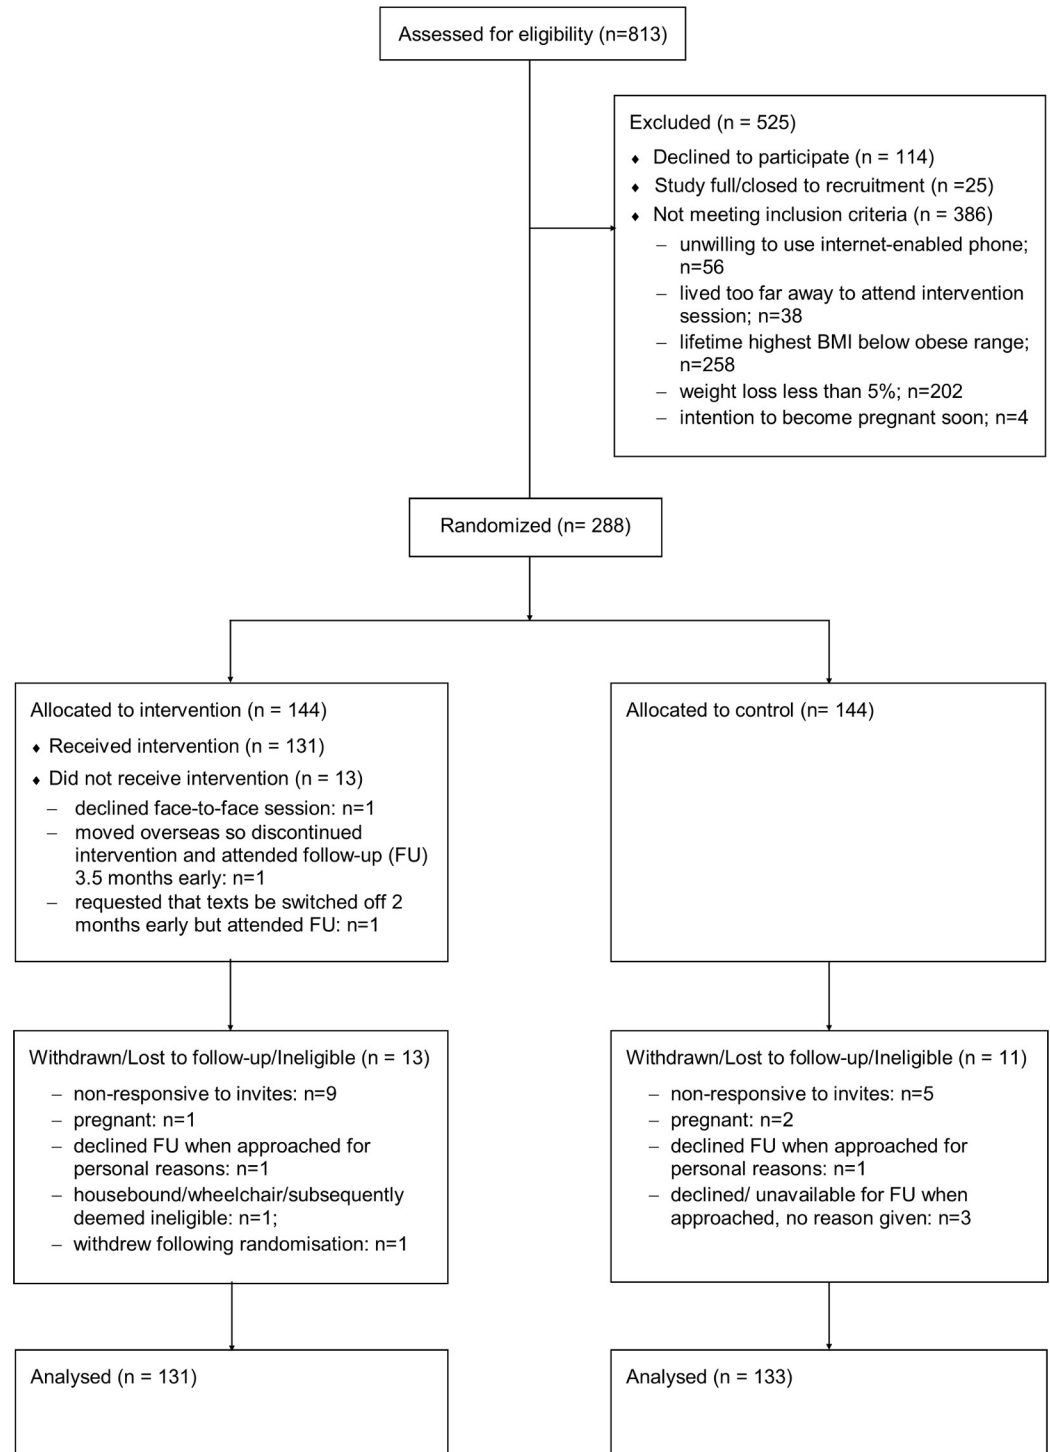 Assessed for eligibility (n=813)
Excluded (n = 525)
♦ Declined to participate (n = 114)
♦ Study full/closed to recruitment (n =25)
♦ Not meeting inclusion criteria (n = 386)
– unwilling to use internet-enabled phone;
n=56
– lived too far away to attend intervention
session; n=38
– lifetime highest BMI below obese range;
n=258
– weight loss less than 5%; n=202
– intention to become pregnant soon; n=4
Randomized (n= 288)
Allocated to intervention (n = 144)
♦ Received intervention (n = 131)
♦ Did not receive intervention (n = 13)
– declined face-to-face session: n=1
– moved overseas so discontinued
intervention and attended follow-up (FU)
3.5 months early: n=1
– requested that texts be switched off 2
months early but attended FU: n=1
Allocated to control (n= 144)
Withdrawn/Lost to follow-up/Ineligible (n = 13)
– non-responsive to invites: n=9
– pregnant: n=1
– declined FU when approached for
personal reasons: n=1
– housebound/wheelchair/subsequently
deemed ineligible: n=1;
– withdrew following randomisation: n=1
Withdrawn/Lost to follow-up/Ineligible (n = 11)
– non-responsive to invites: n=5
– pregnant: n=2
– declined FU when approached for
personal reasons: n=1
– declined/ unavailable for FU when
approached, no reason given: n=3
Analysed (n = 131)
Analysed (n = 133)